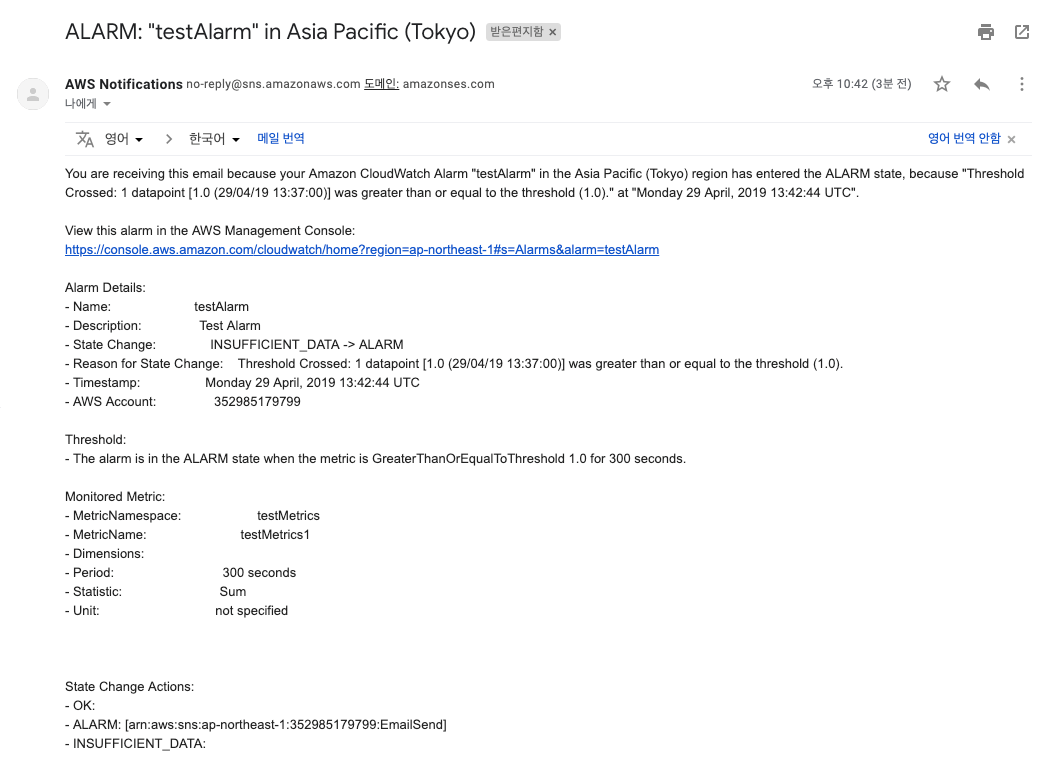 ALARM: "testAlarm" in Asia Pacific (Tokyo) 받은편지함 ×
AWS Notifications no-reply@sns.amazonaws.com 도메인: amazonses.com 오후 10:42 (3분 전)
나에게
영어 한국어 메일 번역 영어 번역 안함 ×
You are receiving this email because your Amazon CloudWatch Alarm "testAlarm" in the Asia Pacific (Tokyo) region has entered the ALARM state, because "Threshold
Crossed: 1 datapoint [1.0 (29/04/19 13:37:00)] was greater than or equal to the threshold (1.0)." at "Monday 29 April, 2019 13:42:44 UTC".
View this alarm in the AWS Management Console:
https://console.aws.amazon.com/cloudwatch/home?region=ap-northeast-1#s=Alarms&alarm=testAlarm
Alarm Details:
- Name: testAlarm
- Description: Test Alarm
- State Change: INSUFFICIENT_DATA -> ALARM
- Reason for State Change: Threshold Crossed: 1 datapoint [1.0 (29/04/19 13:37:00)] was greater than or equal to the threshold (1.0).
- Timestamp: Monday 29 April, 2019 13:42:44 UTC
- AWS Account: 352985179799
Threshold:
- The alarm is in the ALARM state when the metric is GreaterThanOrEqualToThreshold 1.0 for 300 seconds.
Monitored Metric:
- MetricNamespace: testMetrics
- MetricName: testMetrics1
- Dimensions:
- Period: 300 seconds
- Statistic: Sum
- Unit: not specified
State Change Actions:
- OK:
- ALARM: [arn:aws:sns:ap-northeast-1:352985179799:EmailSend]
- INSUFFICIENT_DATA: